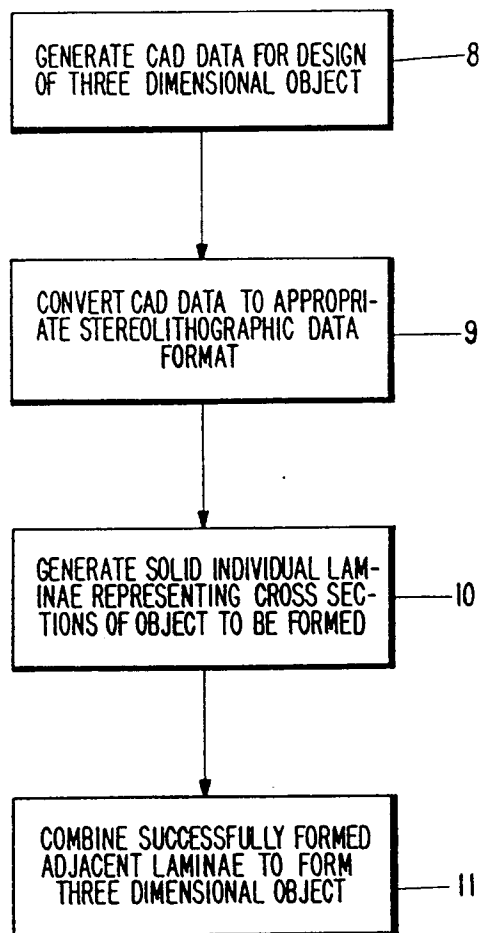 GENERATE CAD DATA FOR DESIGN
OF THREE DIMENSIONAL OBJECT
8
CONVERT CAD DATA TO APPROPRI-
ATE STEREOLITHOGRAPHIC DATA
FORMAT
9
GENERATE SOLID INDIVIDUAL LAM-
INAE REPRESENTING CROSS SEC-
TIONS OF OBJECT TO BE FORMED
10
COMBINE SUCCESSFULLY FORMED
ADJACENT LAMINAE TO FORM
THREE DIMENSIONAL OBJECT
11